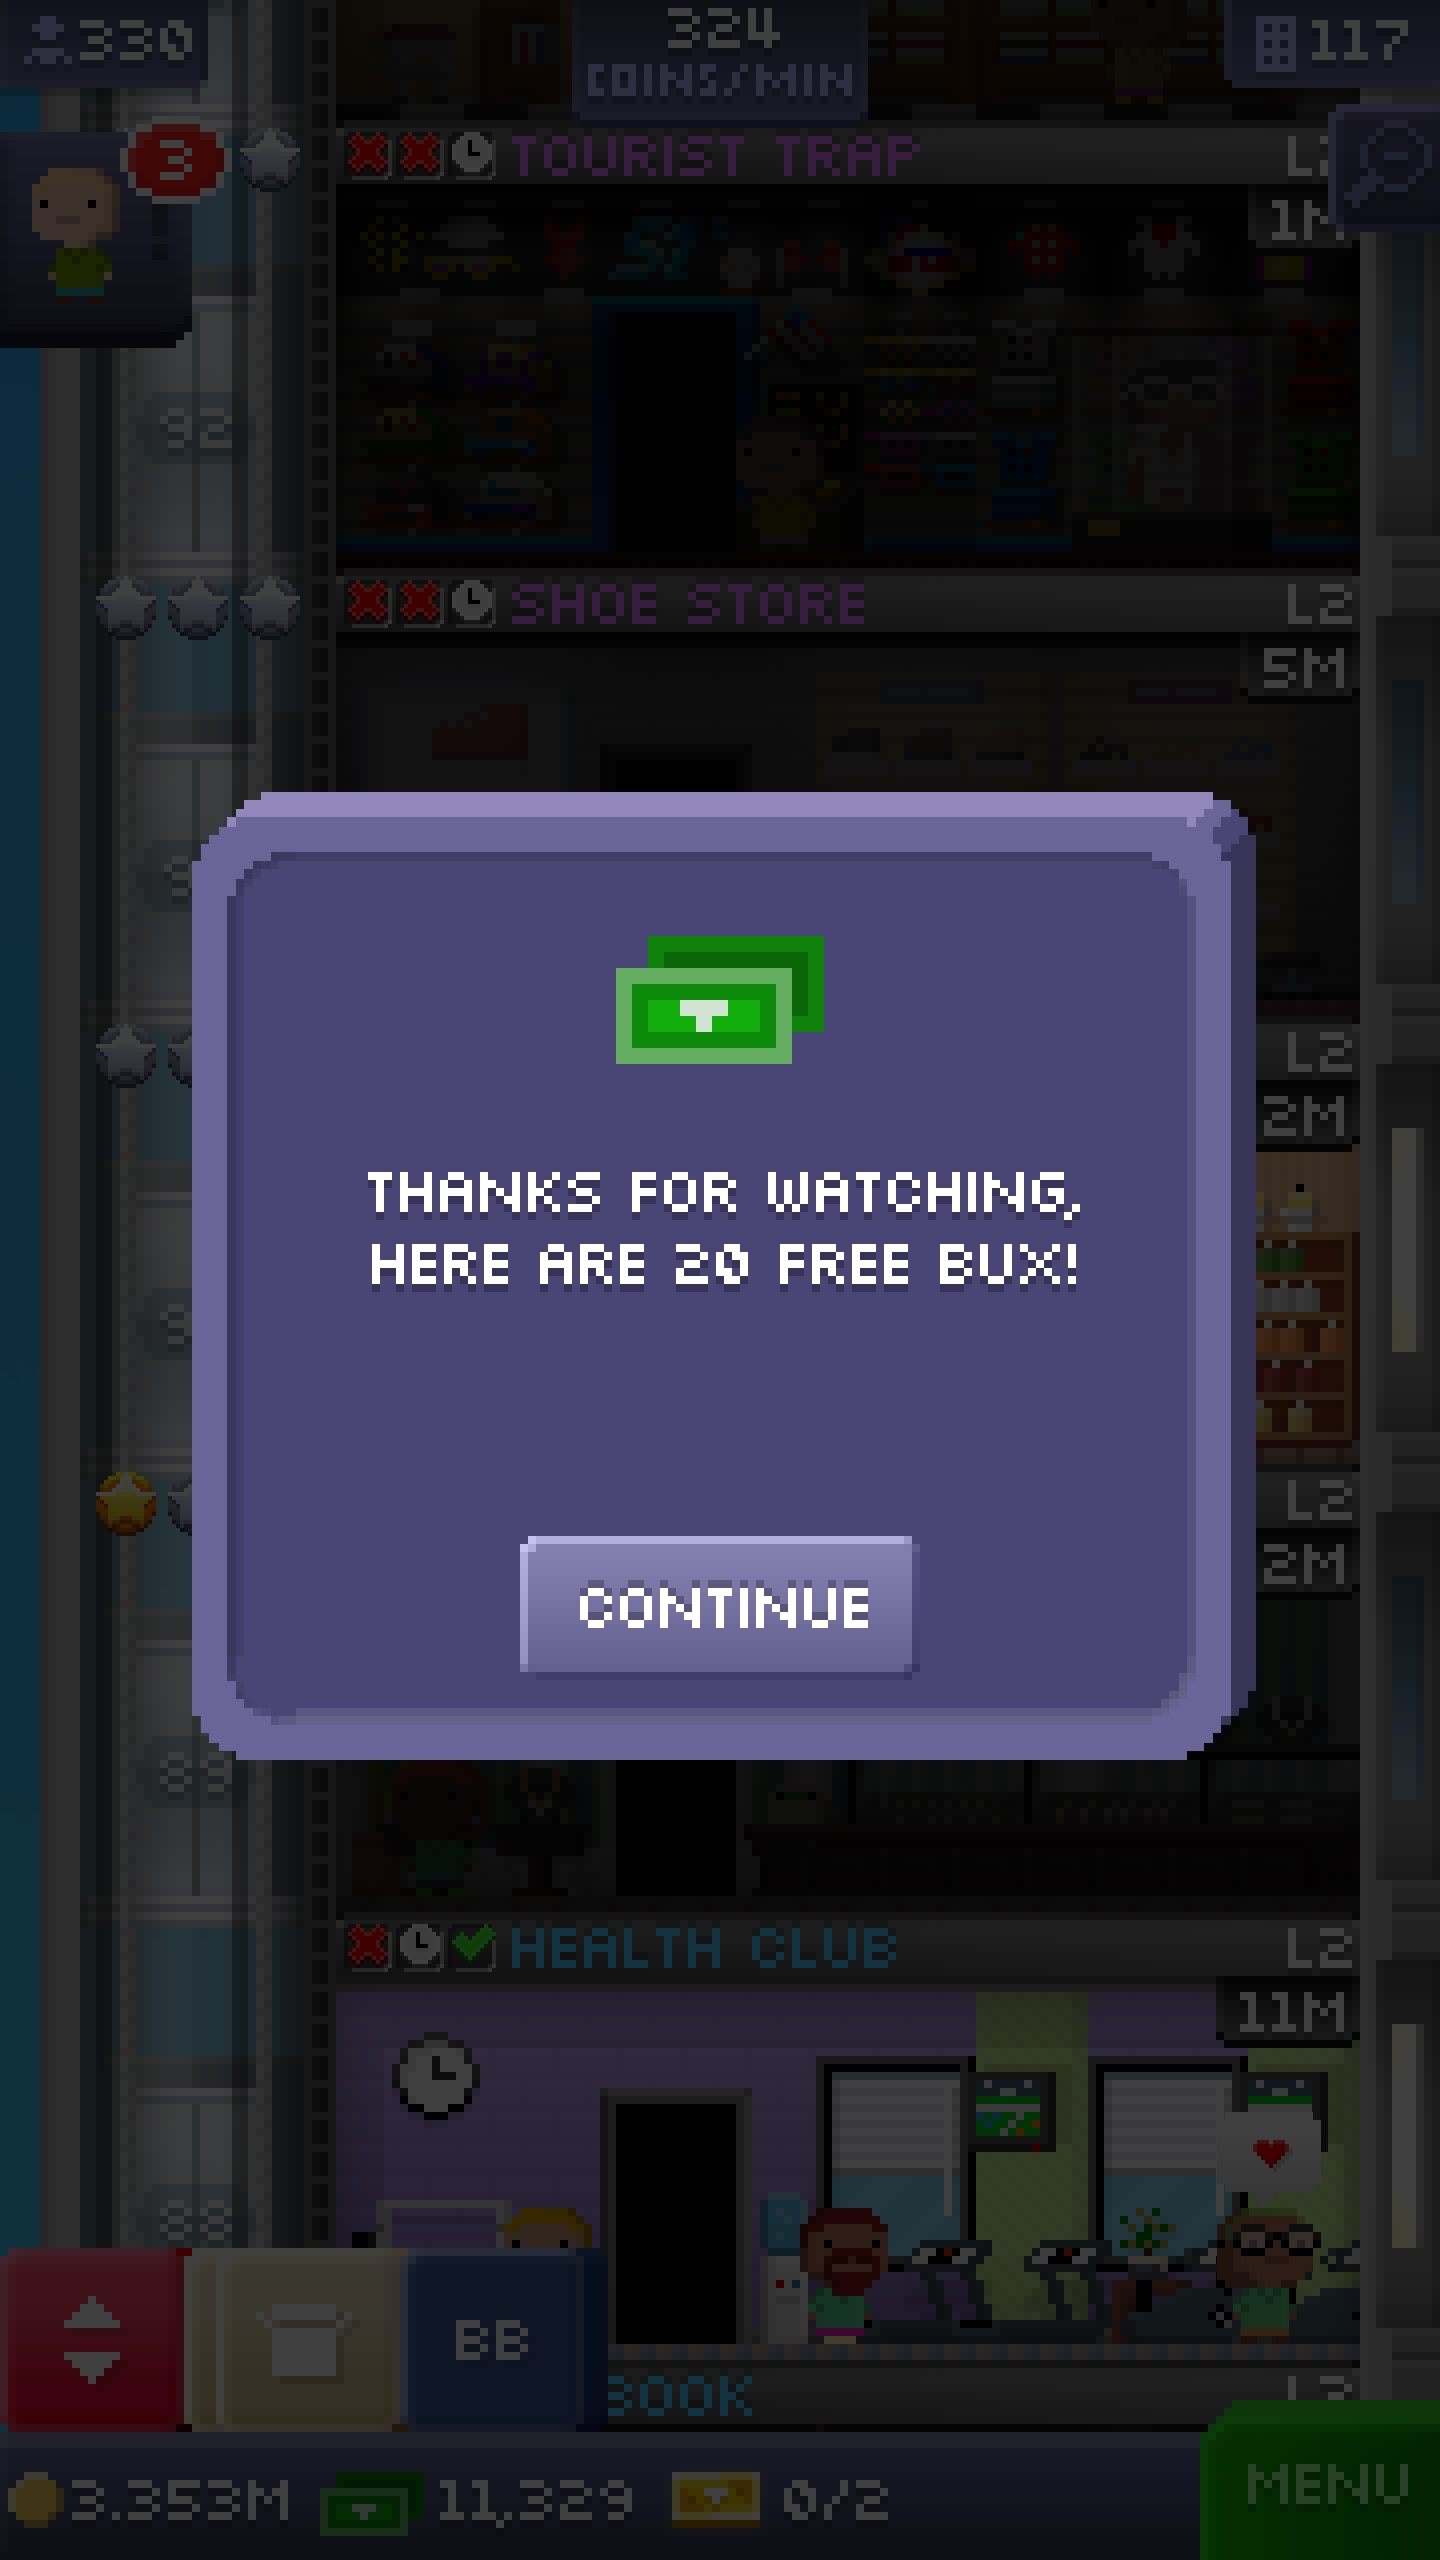 330
324
COINS/MIN
117
3
TOURIST TRAP
1M
92
SHOE STORE
L2
5M
L2
2M
THANKS FOR WATCHING,
HERE ARE 20 FREE BUX!
L2
2M
CONTINUE
89
HEALTH CLUB
L2
11M
88
BB
BOOK
3.353M
11,329
0/2
MENU